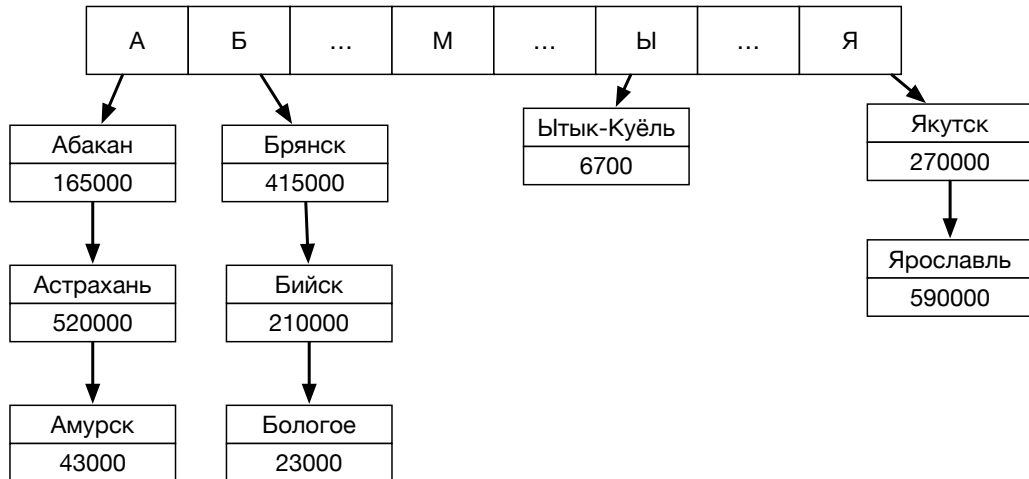 А Б … М … Ы … Я
Абакан
165000
Астрахань
520000
Амурск
43000
Брянск
415000
Бийск
210000
Бологое
23000
Ытык-Куёль
6700
Якутск
270000
Ярославль
590000